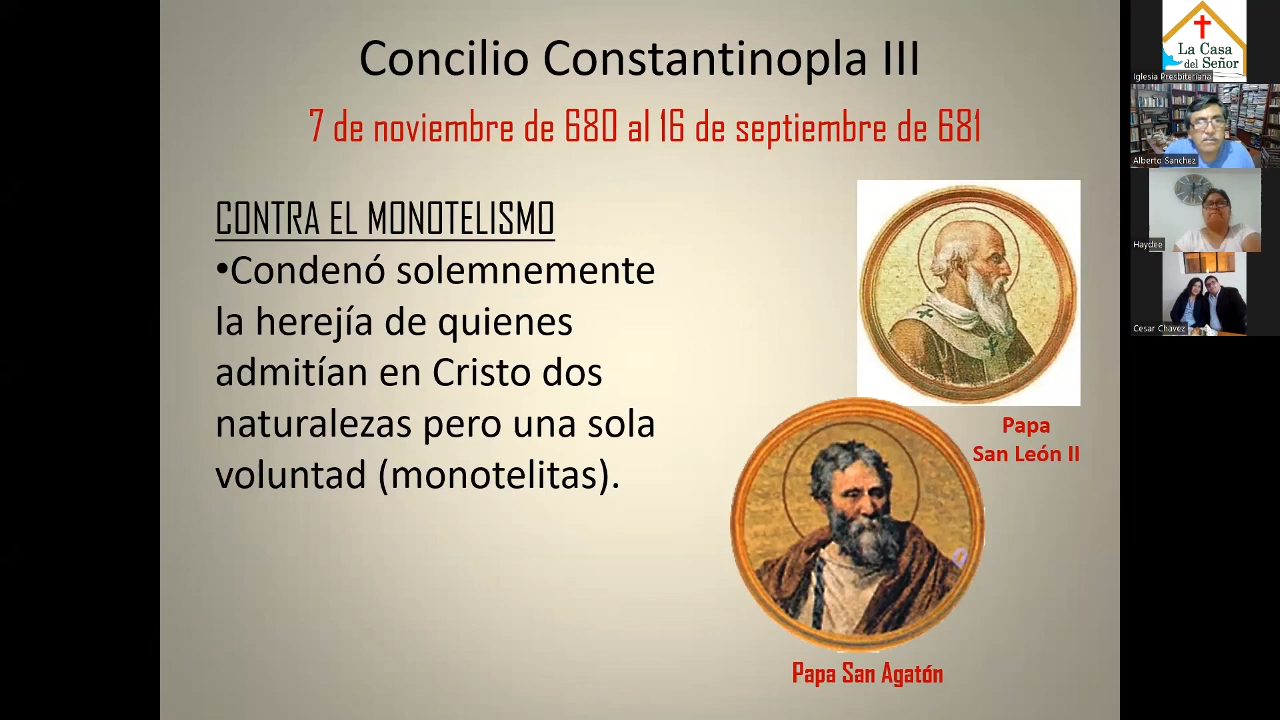 Concilio Constantinopla III
7 de noviembre de 680 al 16 de septiembre de 681
CONTRA EL MONOTELISMO
•Condenó solemnemente
la herejía de quienes
admitían en Cristo dos
naturalezas pero una sola
voluntad (monotelitas).
Papa
San León II
Papa San Agatón
La Casa
del Señor
Iglesia Presbiteriana
Alberto Sanchez
Haydee
Cesar Chavez